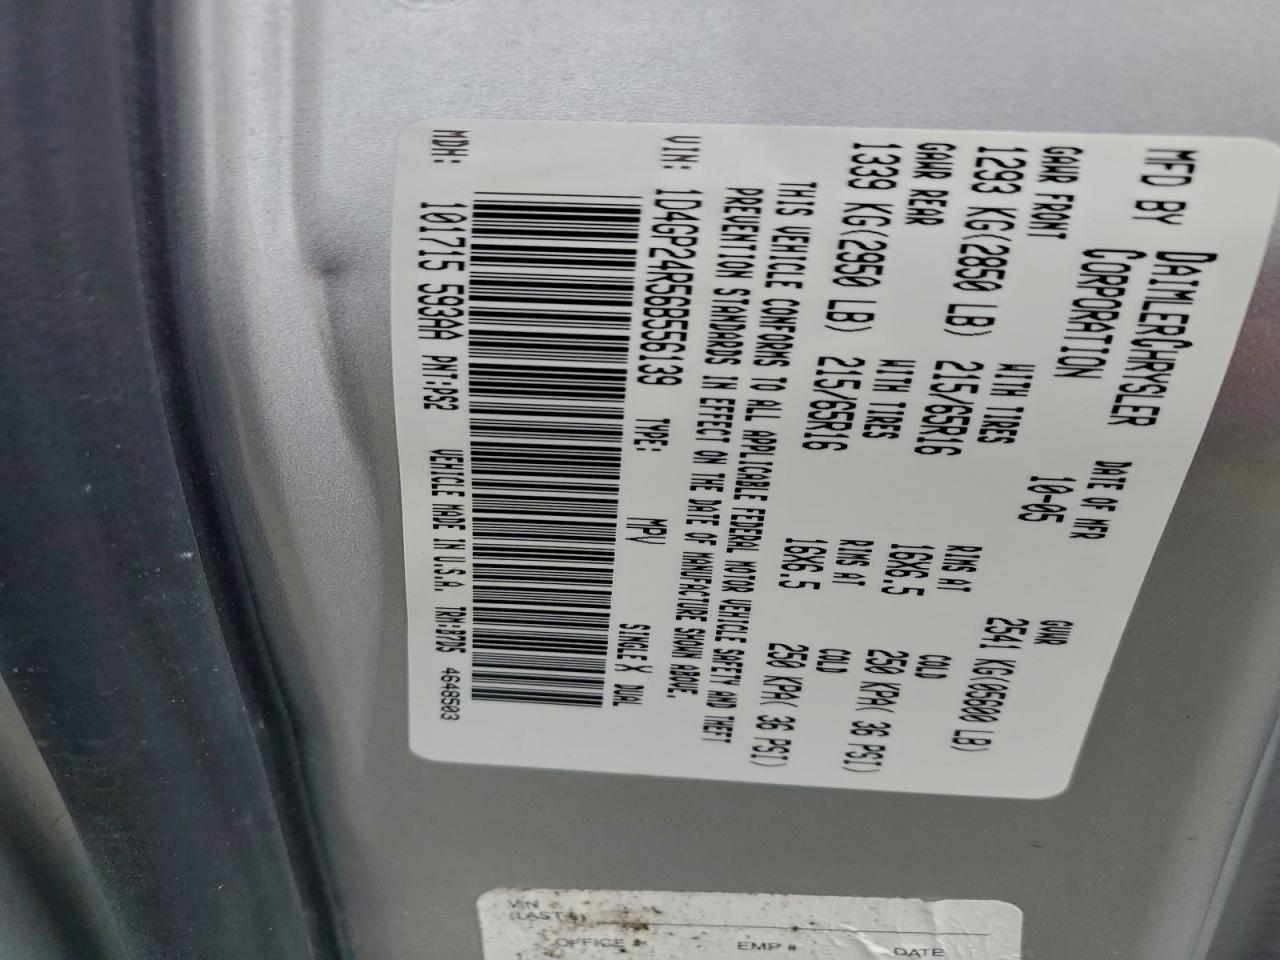 MFD BY DAIMLERCHRYSLER CORPORATION DATE OF MFR 10-05 GVWR 2541 KG(05600 LB)
GAWR FRONT WITH TIRES RIMS AT COLD
1293 KG(2850 LB) 215/65R16 16X6.5 250 KPA( 36 PSI)
GAWR REAR WITH TIRES RIMS AT COLD
1339 KG(2950 LB) 215/65R16 16X6.5 250 KPA( 36 PSI)
THIS VEHICLE CONFORMS TO ALL APPLICABLE FEDERAL MOTOR VEHICLE SAFETY AND THEFT
PREVENTION STANDARDS IN EFFECT ON THE DATE OF MANUFACTURE SHOWN ABOVE.
VIN: 1D4GP24R56B556139 TYPE: MPV SINGLE X DUAL
MDH: 101715 593AA PNT:PS2 VEHICLE MADE IN U.S.A. TRM:B7DS 4648503
VIN
(LAST 8)
OFFICE # EMP # DATE